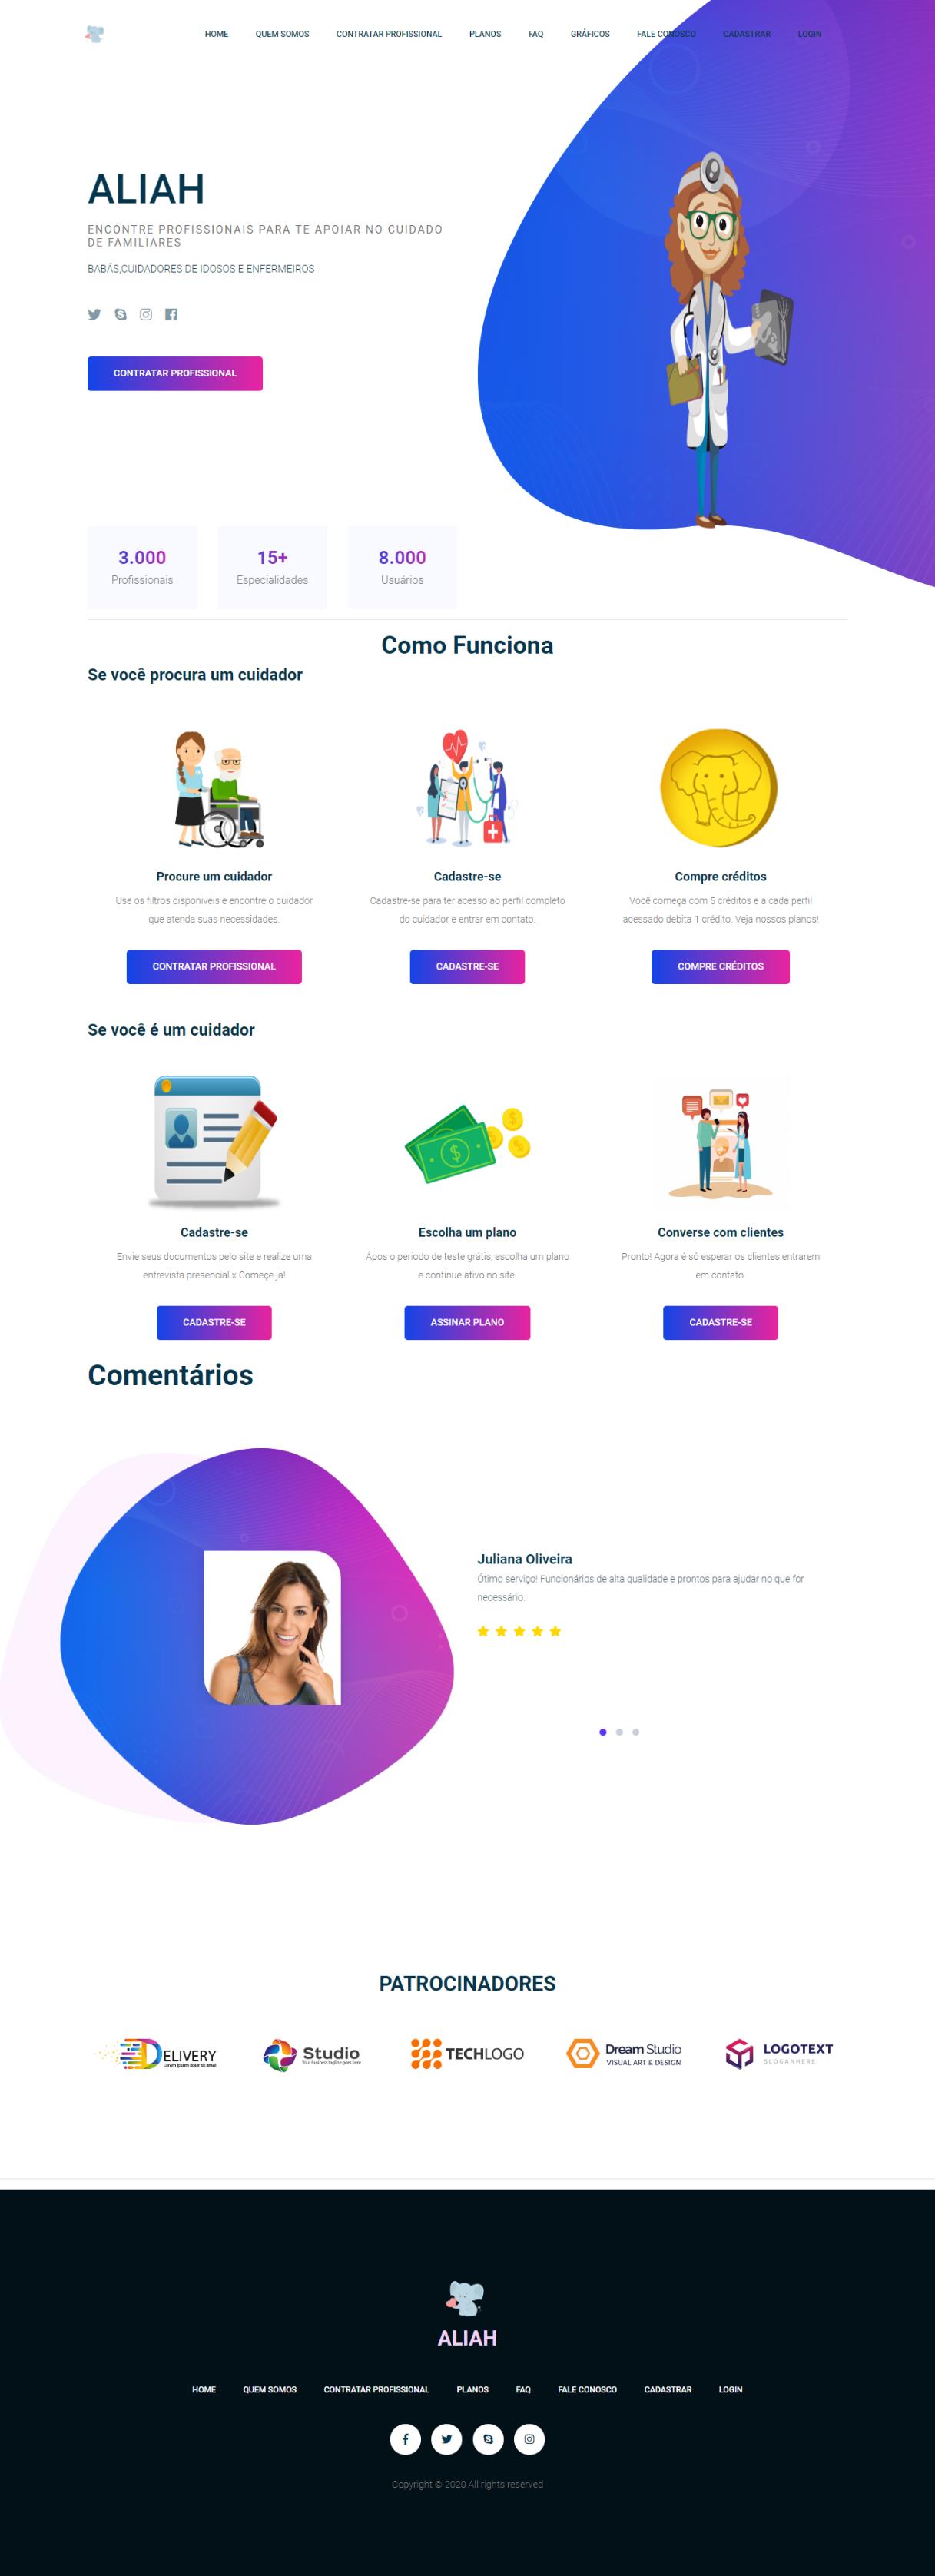 HOME QUEM SOMOS CONTRATAR PROFISSIONAL PLANOS FAQ GRÁFICOS FALE CONOSCO CADASTRAR LOGIN
ALIAH
ENCONTRE PROFISSIONAIS PARA TE APOIAR NO CUIDADO
DE FAMILIARES
BABÁS,CUIDADORES DE IDOSOS E ENFERMEIROS
CONTRATAR PROFISSIONAL
3.000 15+ 8.000
Profissionais Especialidades Usuários
Como Funciona
Se você procura um cuidador
Procure um cuidador Cadastre-se Compre créditos
Use os filtros disponiveis e encontre o cuidador Cadastre-se para ter acesso ao perfil completo Você começa com 5 créditos e a cada perfil
que atenda suas necessidades. do cuidador e entrar em contato. acessado debita 1 crédito. Veja nossos planos!
CONTRATAR PROFISSIONAL CADASTRE-SE COMPRE CRÉDITOS
Se você é um cuidador
Cadastre-se Escolha um plano Converse com clientes
Envie seus documentos pelo site e realize uma Ápos o periodo de teste grátis, escolha um plano Pronto! Agora é só esperar os clientes entrarem
entrevista presencial.x Começe ja! e continue ativo no site. em contato.
CADASTRE-SE ASSINAR PLANO CADASTRE-SE
Comentários
Juliana Oliveira
Ótimo serviço! Funcionários de alta qualidade e prontos para ajudar no que for
necessário.
PATROCINADORES
DELIVERY Studio TECHLOGO Dream Studio LOGOTEXT
Lorem ipsum dolor sit amet Your business tagline goes here VISUAL ART & DESIGN SLOGANHERE
ALIAH
HOME QUEM SOMOS CONTRATAR PROFISSIONAL PLANOS FAQ FALE CONOSCO CADASTRAR LOGIN
Copyright © 2020 All rights reserved